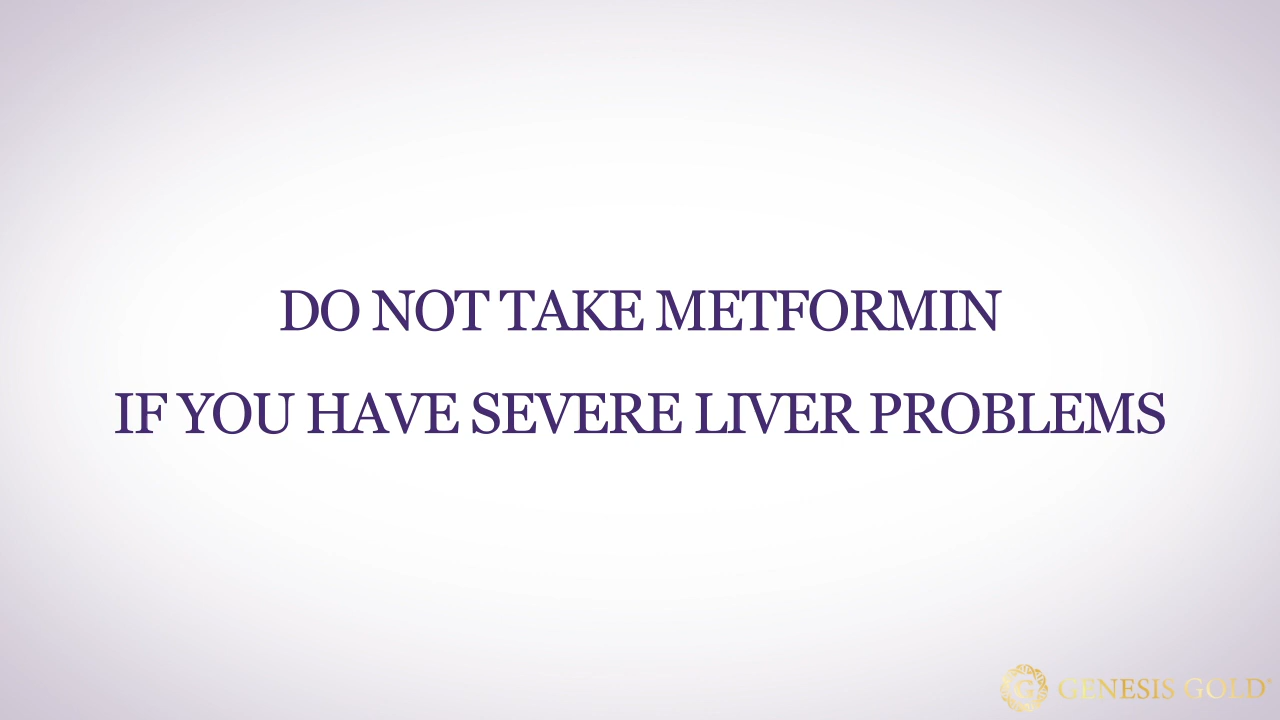 DO NOT TAKE METFORMIN
IF YOU HAVE SEVERE LIVER PROBLEMS
G GENESIS GOLD®